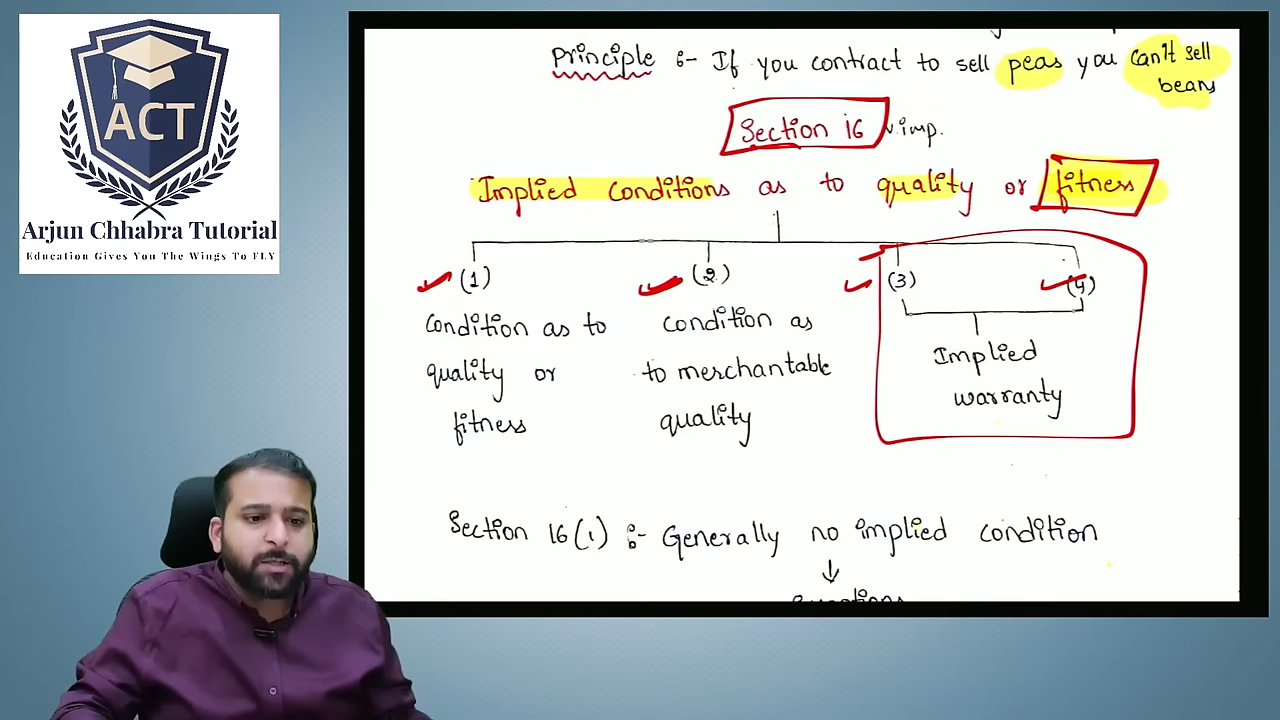 ACT
Arjun Chhabra Tutorial
Education Gives You The Wings To FLY
Principle :- If you contract to sell peas you can't sell
beans
Section 16 v.imp.
Implied Conditions as to quality or fitness
(1) (2) (3) (4)
Condition as to
quality or
fitness
condition as
to merchantable
quality
Implied
warranty
Section 16(1) :- Generally no implied condition